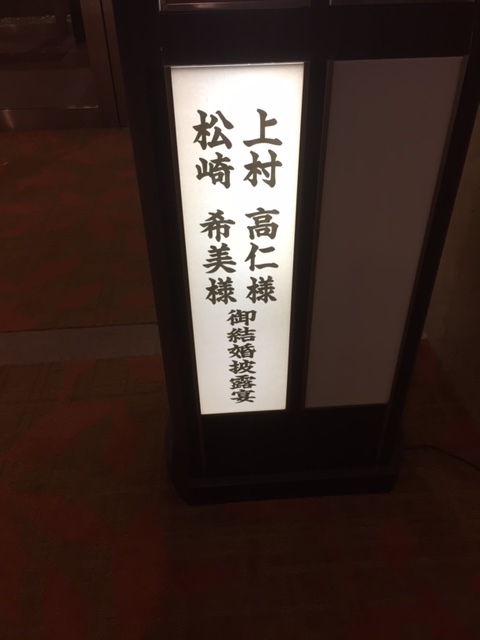 上村 高仁様
松崎 希美様
御結婚披露宴